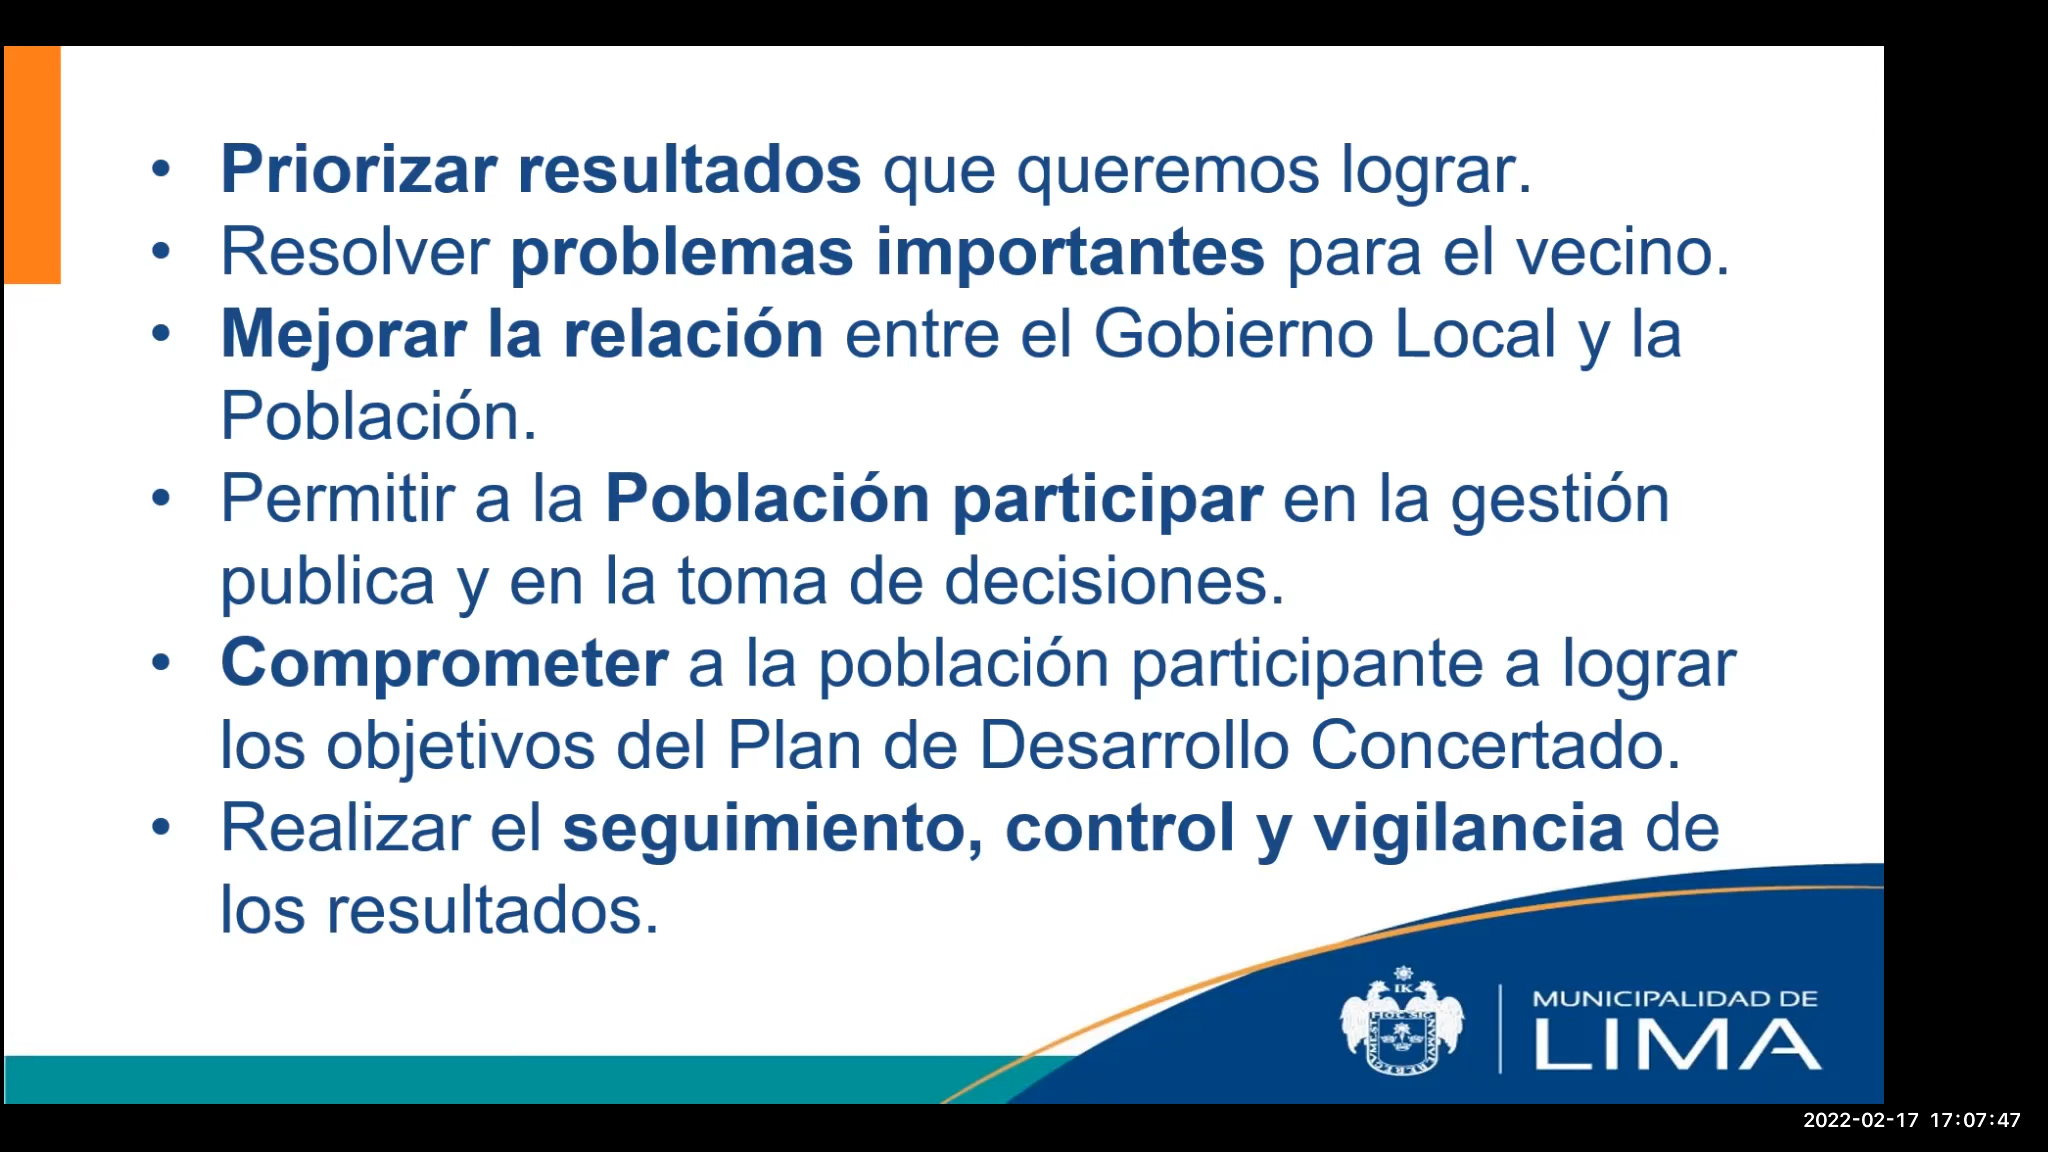 • Priorizar resultados que queremos lograr.
• Resolver problemas importantes para el vecino.
• Mejorar la relación entre el Gobierno Local y la
Población.
• Permitir a la Población participar en la gestión
publica y en la toma de decisiones.
• Comprometer a la población participante a lograr
los objetivos del Plan de Desarrollo Concertado.
• Realizar el seguimiento, control y vigilancia de
los resultados.
IK
MUNICIPALIDAD DE
LIMA
2022-02-17 17:07:47